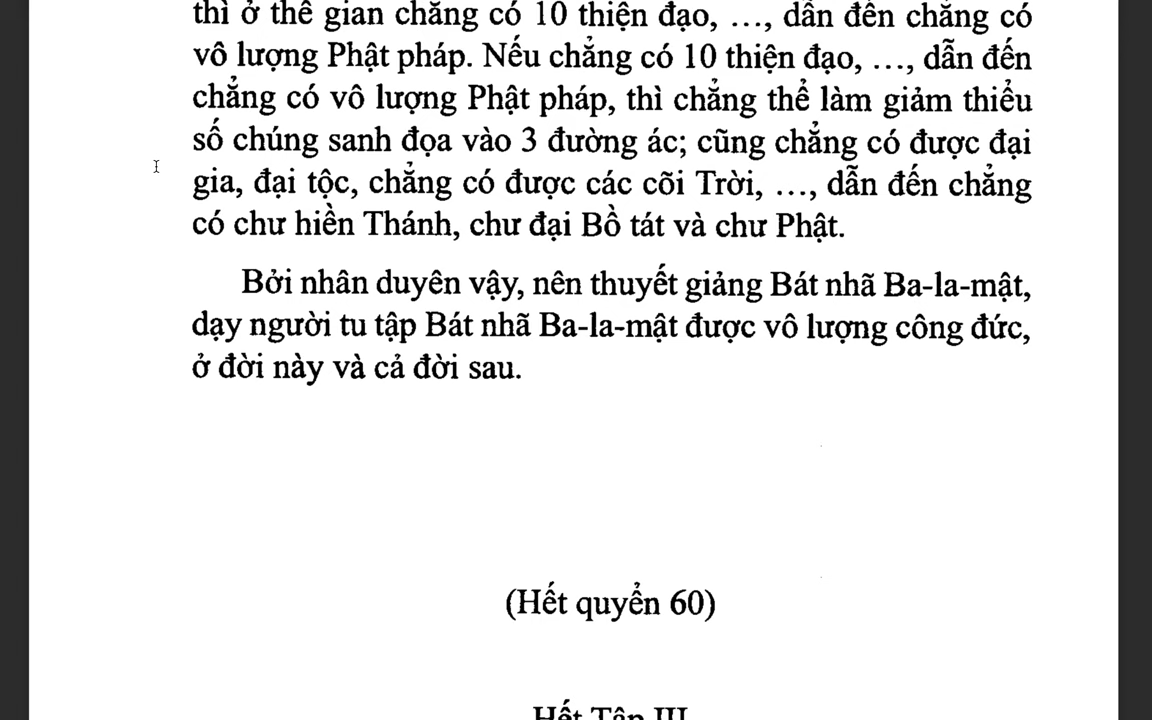 thì ở thế gian chẳng có 10 thiện đạo, …, dẫn đến chẳng có
vô lượng Phật pháp. Nếu chẳng có 10 thiện đạo, …, dẫn đến
chẳng có vô lượng Phật pháp, thì chẳng thể làm giảm thiểu
số chúng sanh đọa vào 3 đường ác; cũng chẳng có được đại
gia, đại tộc, chẳng có được các cõi Trời, …, dẫn đến chẳng
có chư hiền Thánh, chư đại Bồ tát và chư Phật.
Bởi nhân duyên vậy, nên thuyết giảng Bát nhã Ba-la-mật,
dạy người tu tập Bát nhã Ba-la-mật được vô lượng công đức,
ở đời này và cả đời sau.
(Hết quyển 60)
Hết Tập III